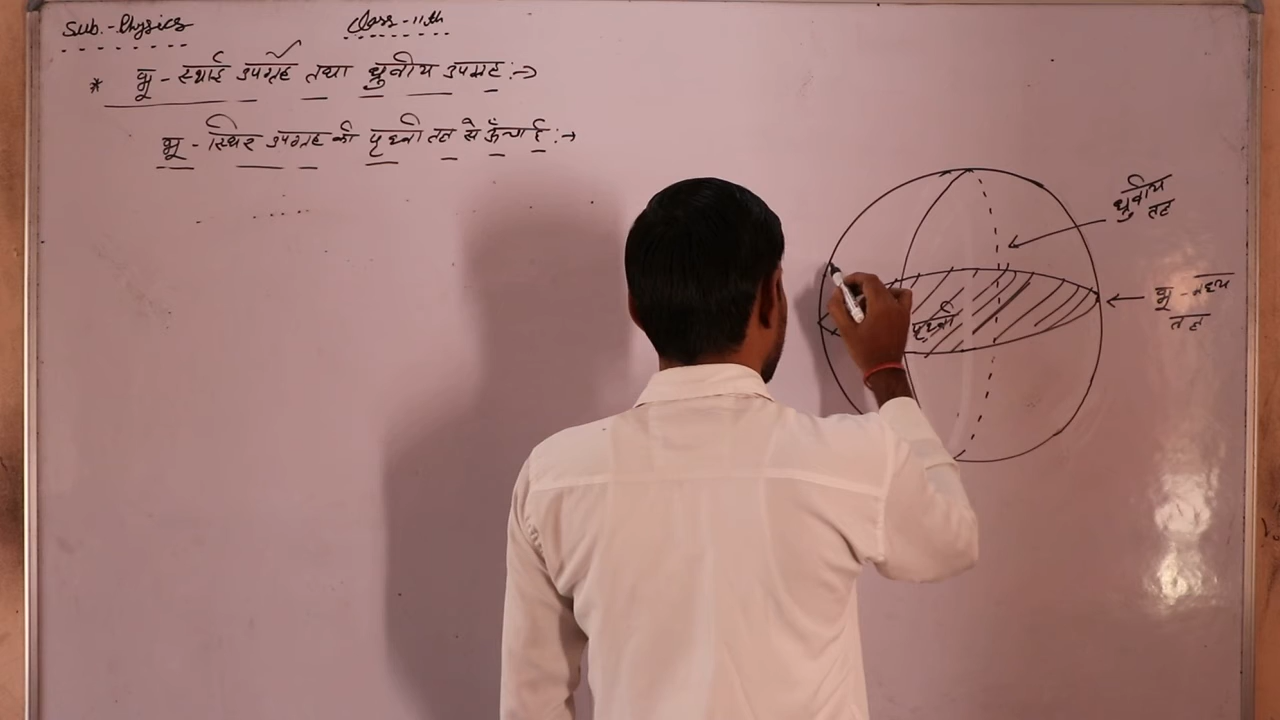 Sub.-Physics Class-11th
* भू-स्थाई उपग्रह तथा ध्रुवीय उपग्रह:→
भू-स्थिर उपग्रह की पृथ्वी तल से ऊँचाई:→
ध्रुवीय
तल
भू-मध्य
तल
पृथ्वी